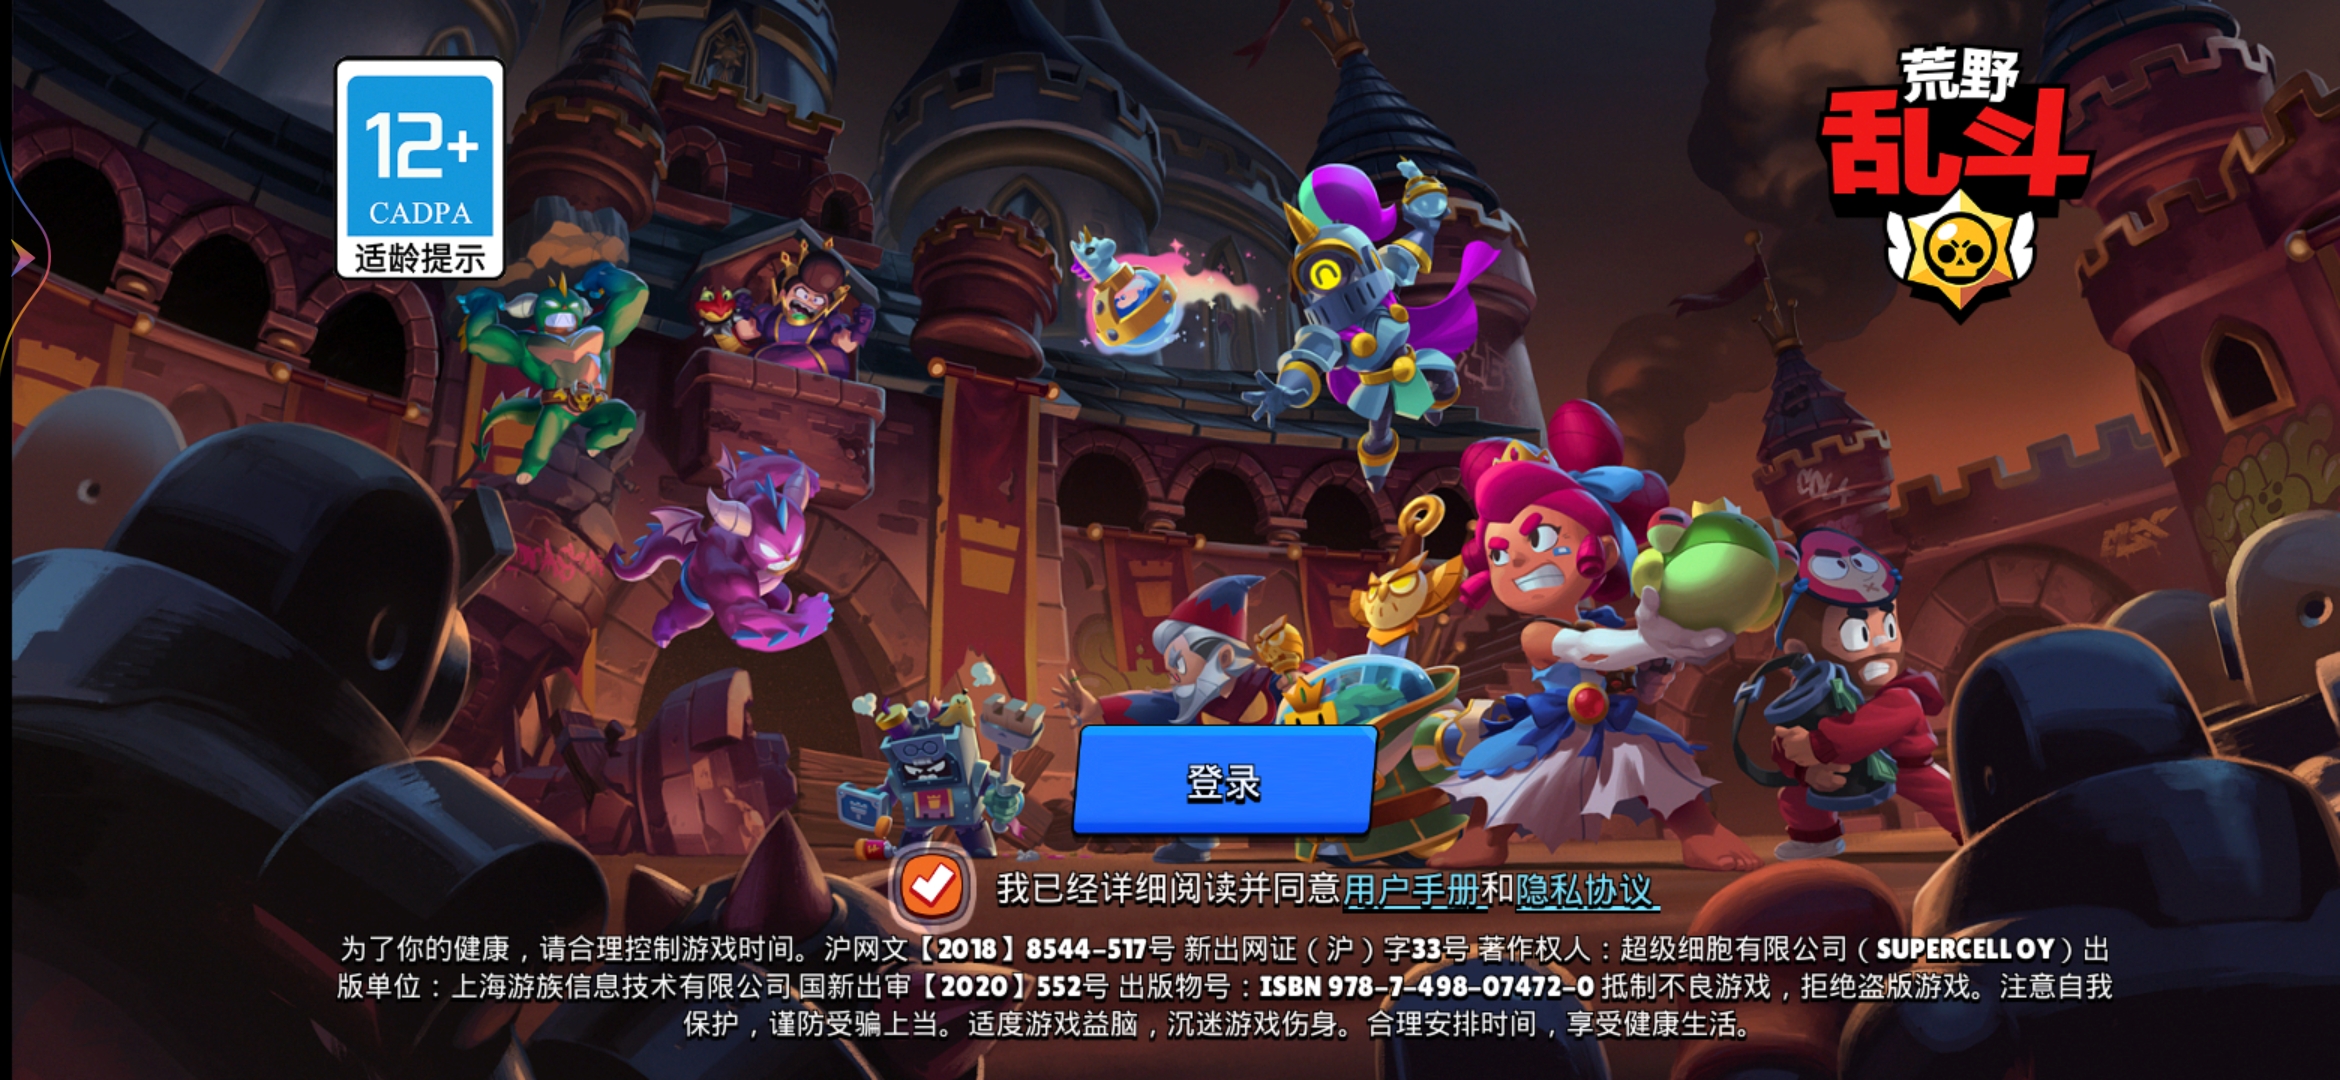 12+
CADPA
适龄提示
荒野
乱斗
登录
我已经详细阅读并同意用户手册和隐私协议
为了你的健康，请合理控制游戏时间。沪网文【2018】8544-517号 新出网证（沪）字33号 著作权人：超级细胞有限公司（SUPERCELL OY）出
版单位：上海游族信息技术有限公司 国新出审【2020】552号 出版物号：ISBN 978-7-498-07472-0 抵制不良游戏，拒绝盗版游戏。注意自我
保护，谨防受骗上当。适度游戏益脑，沉迷游戏伤身。合理安排时间，享受健康生活。